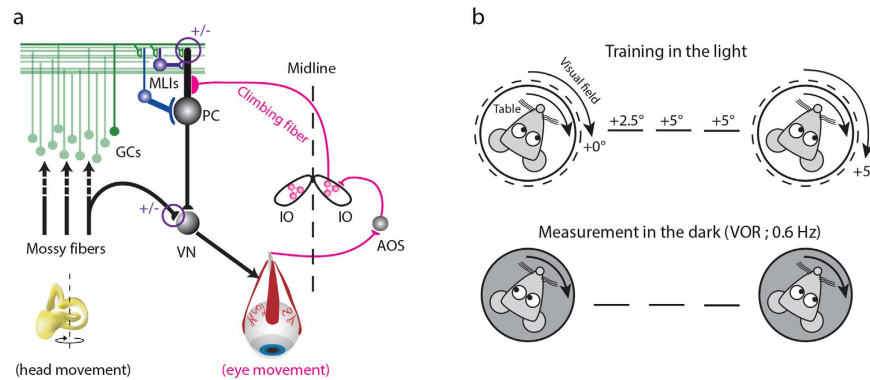 a
+/-
MLIs
PC
GCs
Climbing fiber
Midline
IO
IO
AOS
+/-
VN
Mossy fibers
(head movement)
(eye movement)
b
Training in the light
Visual field
Table
+0°
+2.5°
+5°
+5°
+5
Measurement in the dark (VOR ; 0.6 Hz)